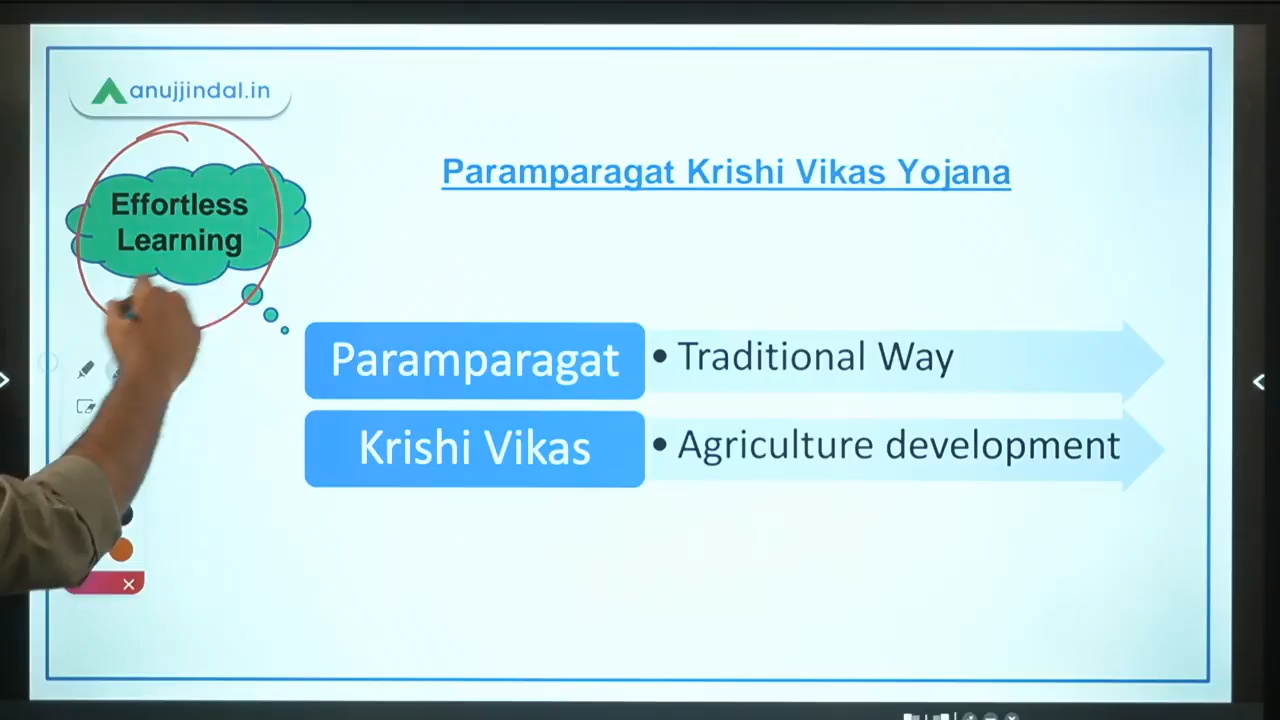 anujjindal.in
Effortless
Learning
Paramparagat Krishi Vikas Yojana
Paramparagat
• Traditional Way
Krishi Vikas
• Agriculture development